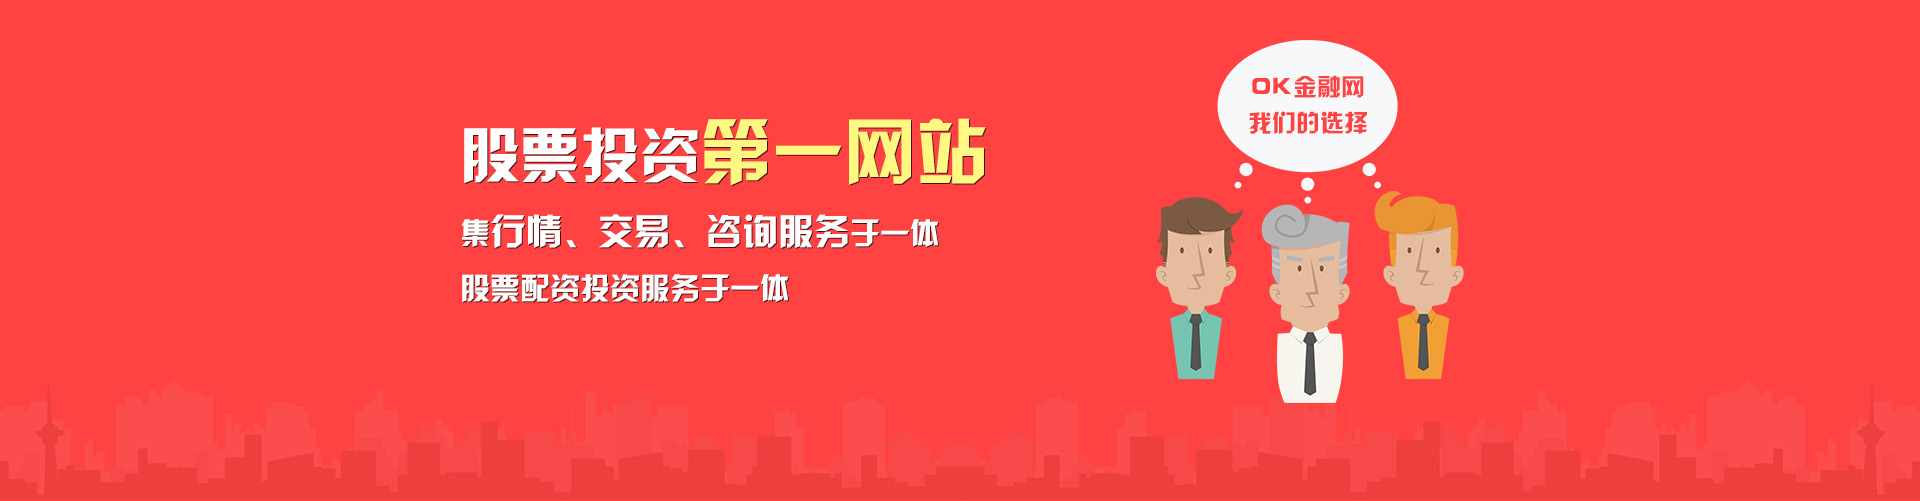 股票投资第一网站
集行情、交易、咨询服务于一体
股票配资投资服务于一体
OK金融网
我们的选择